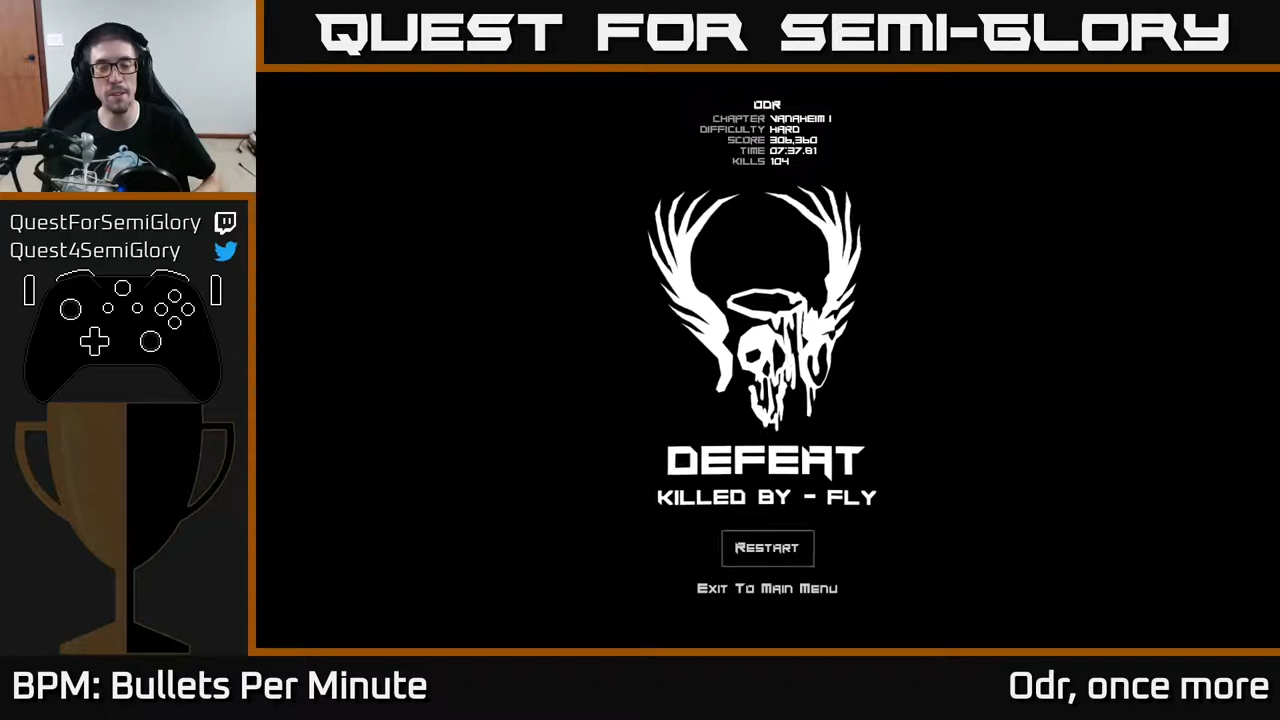 QUEST FOR SEMI-GLORY
ODR
CHAPTER VANAHEIM I
DIFFICULTY HARD
SCORE 306,360
TIME 07:37.81
KILLS 104
QuestForSemiGlory
Quest4SemiGlory
DEFEAT
KILLED BY - FLY
RESTART
EXIT TO MAIN MENU
BPM: Bullets Per Minute
Odr, once more